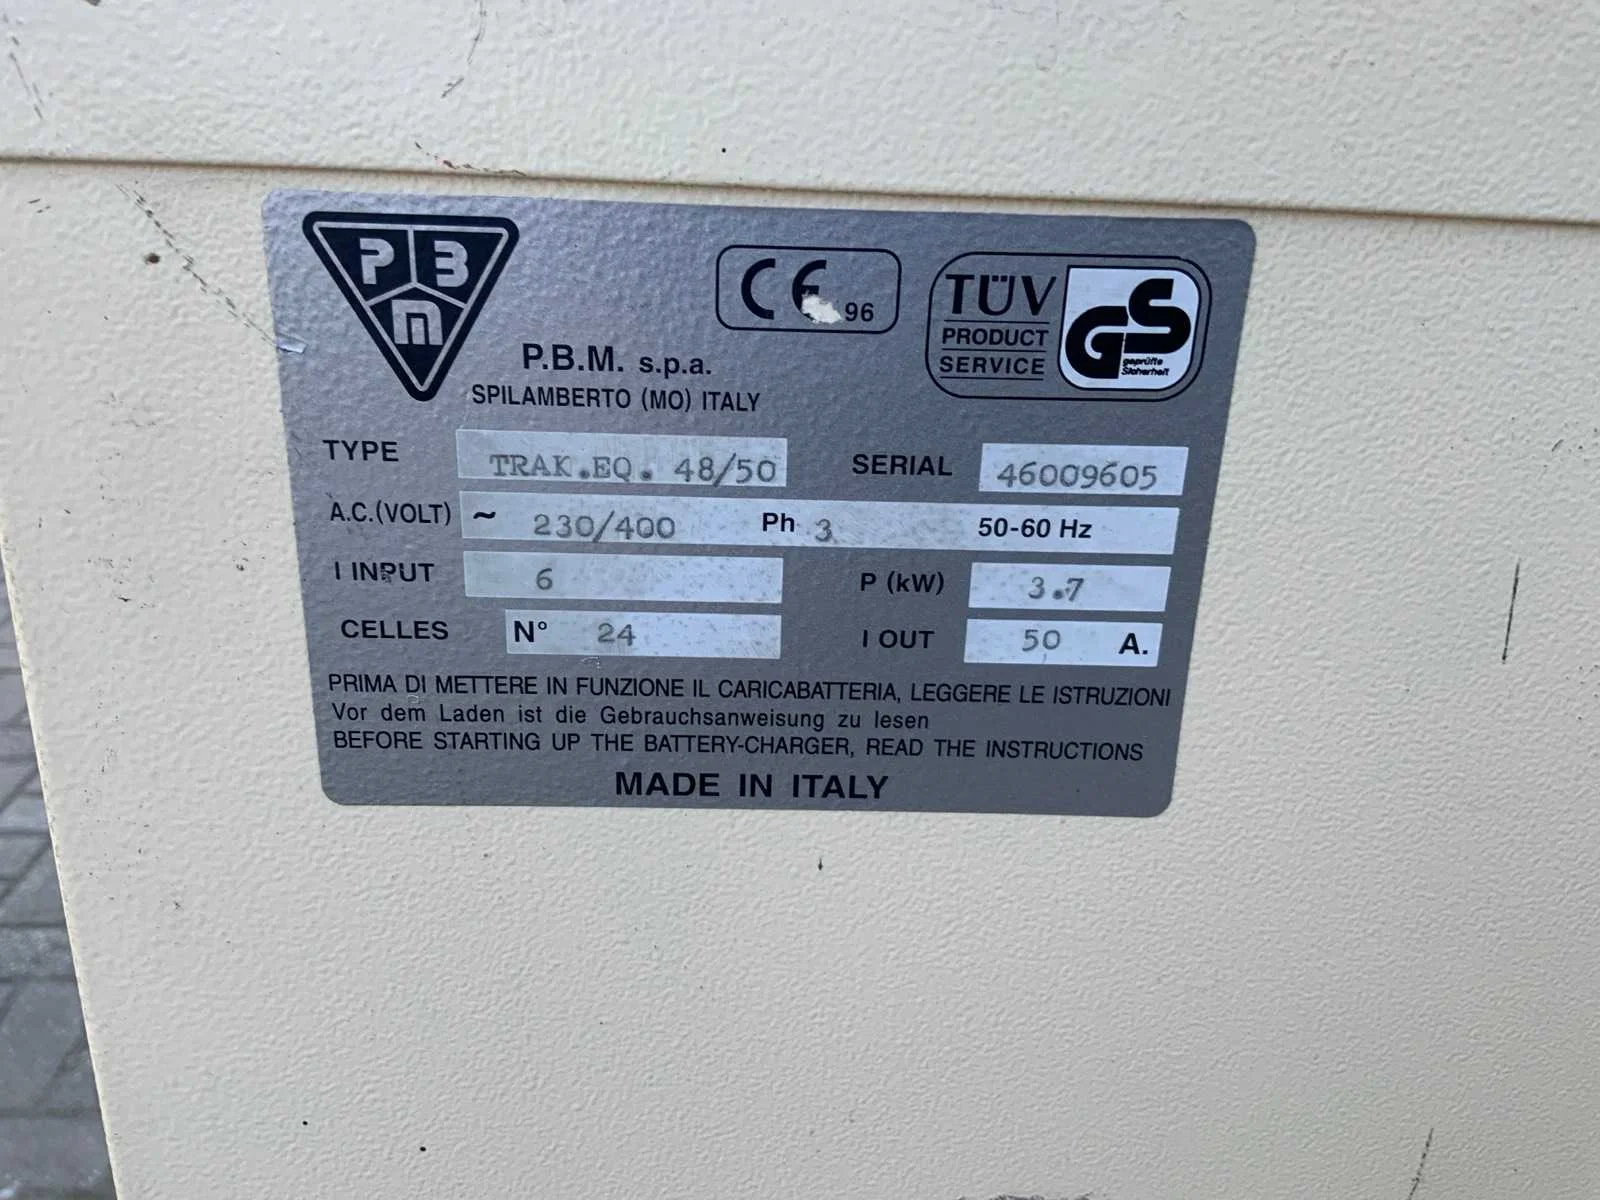 P B M
CE 96
TÜV
PRODUCT
SERVICE
GS
geprüfte
Sicherheit
P.B.M. s.p.a.
SPILAMBERTO (MO) ITALY
TYPE TRAK.EQ. 48/50 SERIAL 46009605
A.C.(VOLT) ~ 230/400 Ph 3 50-60 Hz
I INPUT 6 P (kW) 3.7
CELLES N° 24 I OUT 50 A.
PRIMA DI METTERE IN FUNZIONE IL CARICABATTERIA, LEGGERE LE ISTRUZIONI
Vor dem Laden ist die Gebrauchsanweisung zu lesen
BEFORE STARTING UP THE BATTERY-CHARGER, READ THE INSTRUCTIONS
MADE IN ITALY